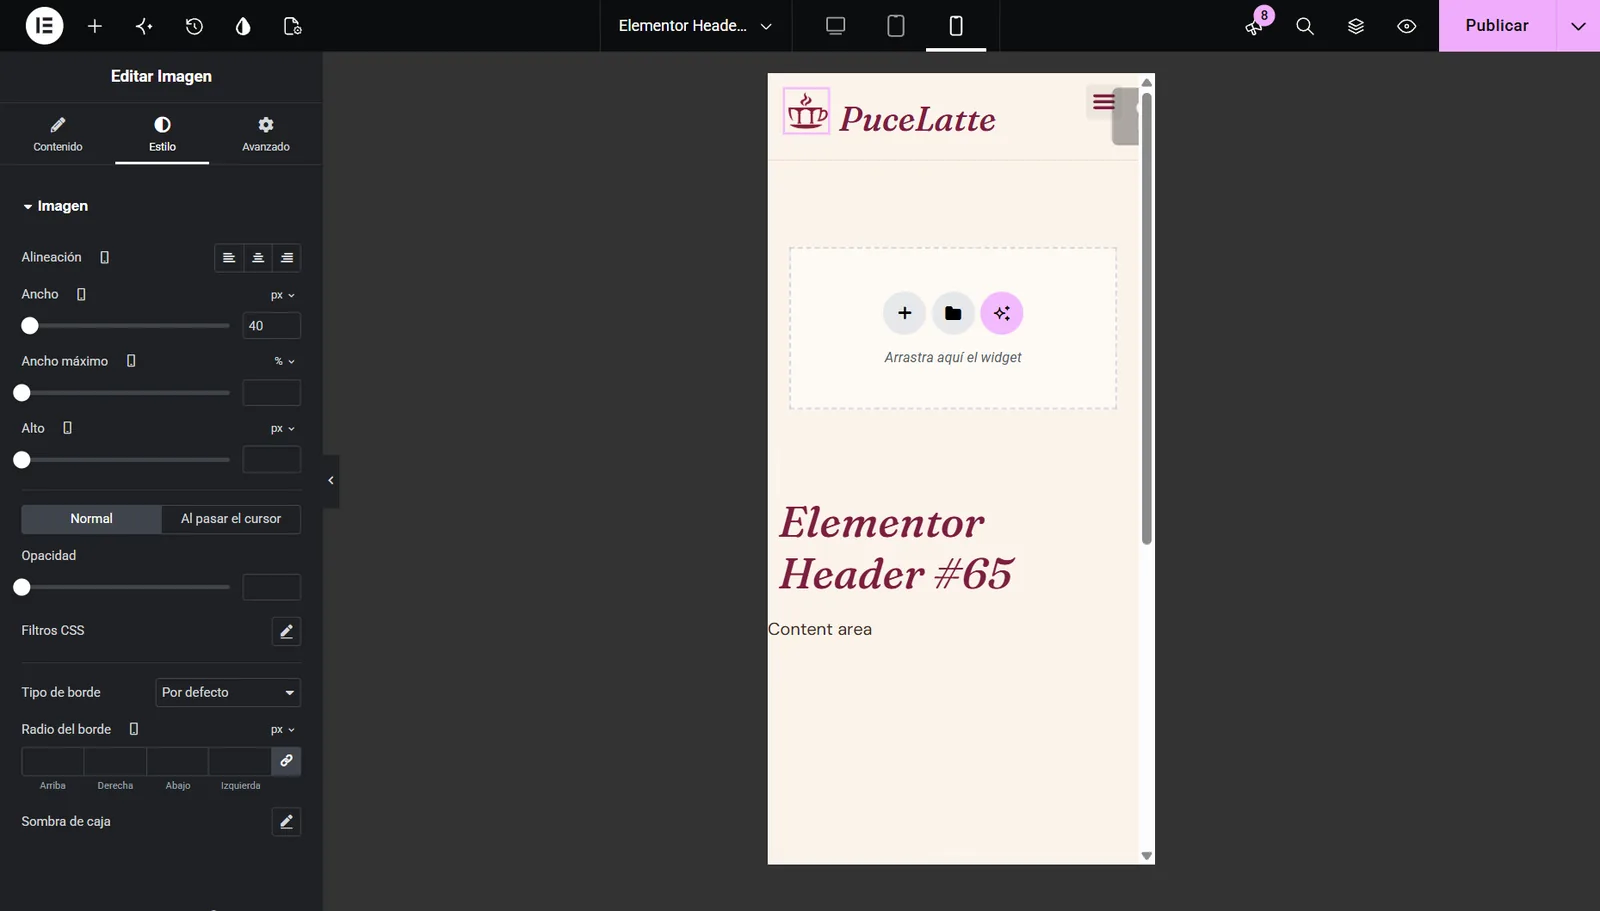 Elementor Heade...
8
Publicar
Editar Imagen
Contenido
Estilo
Avanzado
Imagen
Alineación
Ancho
px
40
Ancho máximo
%
Alto
px
Normal
Al pasar el cursor
Opacidad
Filtros CSS
Tipo de borde
Por defecto
Radio del borde
px
Arriba
Derecha
Abajo
Izquierda
Sombra de caja
PuceLatte
Arrastra aquí el widget
Elementor
Header #65
Content area